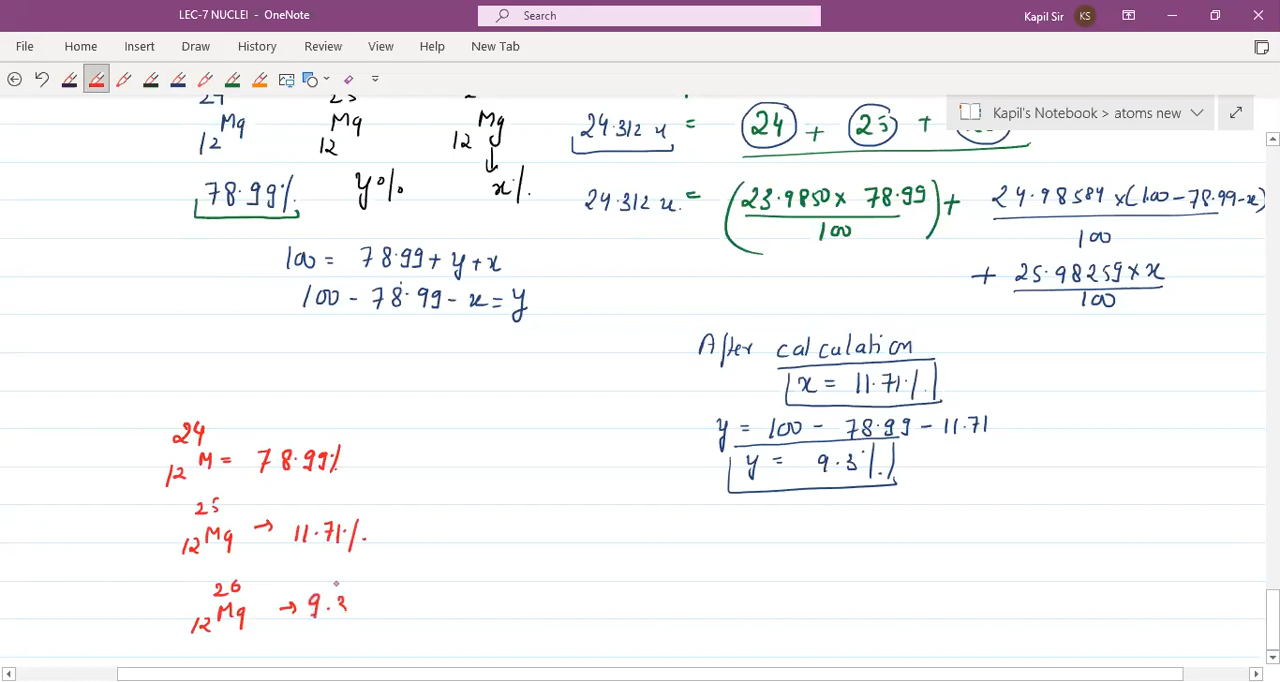 LEC-7 NUCLEI - OneNote
Search
Kapil Sir KS
File Home Insert Draw History Review View Help New Tab
Kapil's Notebook > atoms new
12 Mg 12 Mg 12 Mg
24.312 u = 24 + 25 +
78.99% y% x%.
24.312 u. = (23.9850 x 78.99 / 100) + 24.98584 x (100 - 78.99 - x) / 100
+ 25.98259 x x / 100
100 = 78.99 + y + x
100 - 78.99 - x = y
After calculation
x = 11.71%
y = 100 - 78.99 - 11.71
y = 9.3%
24 12 M = 78.99%
25 12 Mg → 11.71%.
26 12 Mg → 9.3